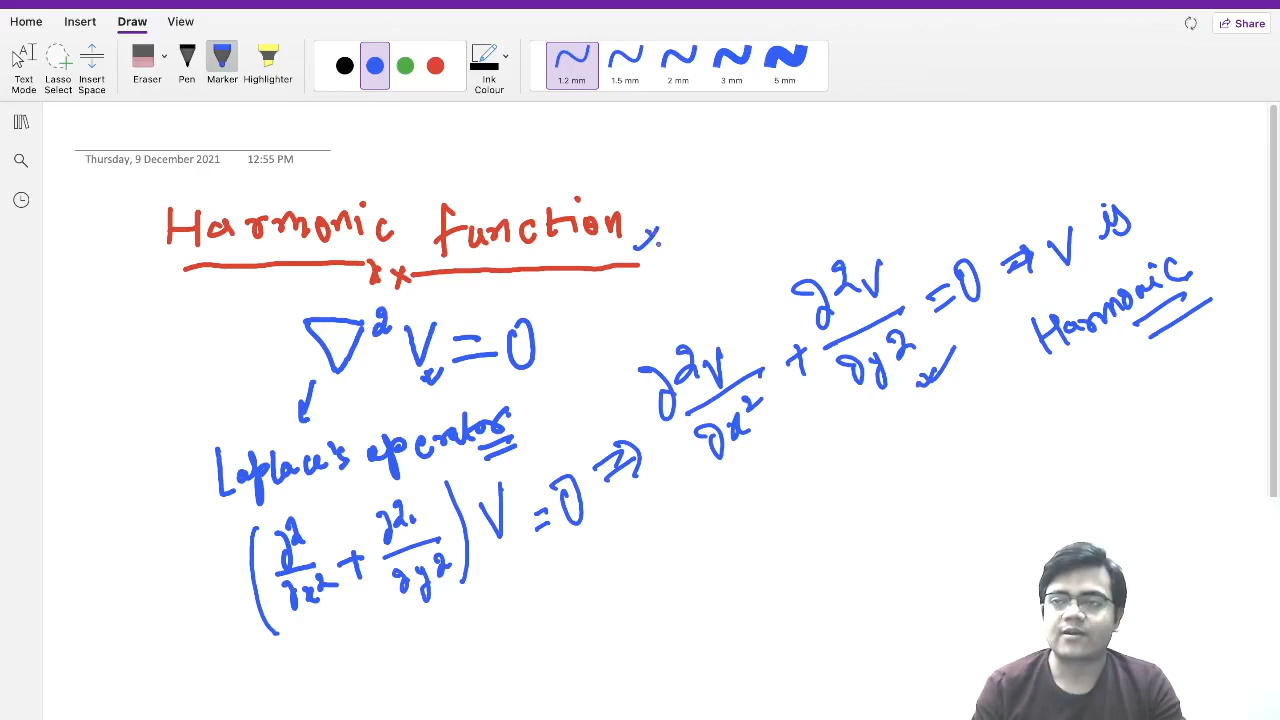 Home Insert Draw View
Share
Text Mode
Lasso Select
Insert Space
Eraser
Pen
Marker
Highlighter
Ink Colour
1.2 mm
1.5 mm
2 mm
3 mm
5 mm
Thursday, 9 December 2021 12:55 PM
Harmonic function
∇² V = 0
Laplace's operator
(∂²/∂x² + ∂²/∂y²) V = 0 ⇒ ∂²V/∂x² + ∂²V/∂y² = 0 ⇒ V is
Harmonic